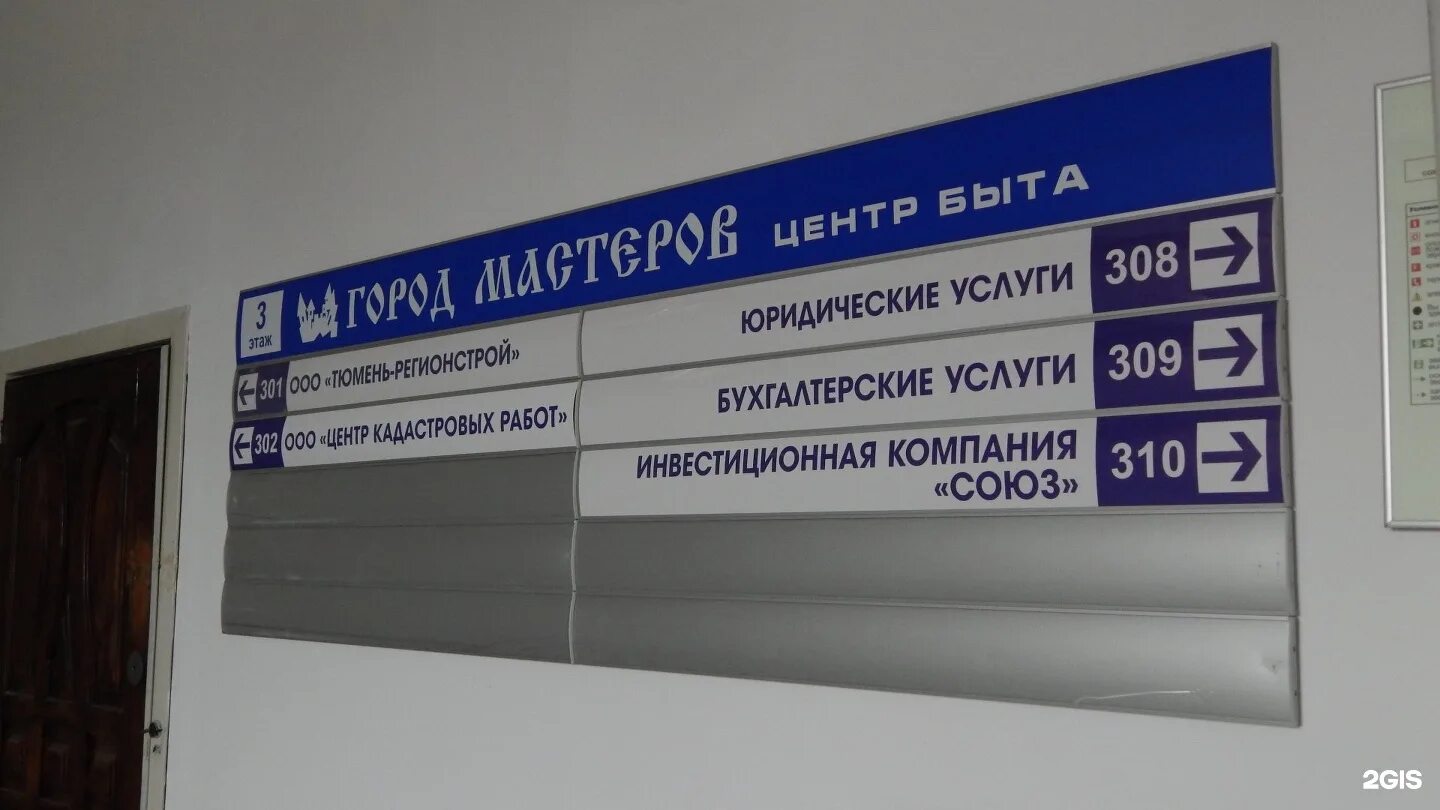 3
этаж
ГОРОД МАСТЕРОВ ЦЕНТР БЫТА
301 ООО «ТЮМЕНЬ-РЕГИОНСТРОЙ»
302 ООО «ЦЕНТР КАДАСТРОВЫХ РАБОТ»
ЮРИДИЧЕСКИЕ УСЛУГИ 308
БУХГАЛТЕРСКИЕ УСЛУГИ 309
ИНВЕСТИЦИОННАЯ КОМПАНИЯ
«СОЮЗ» 310
2GIS